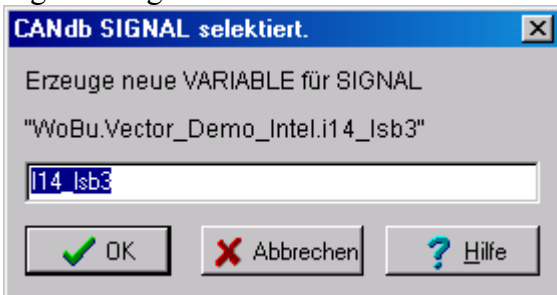 CANdb SIGNAL selektiert.
Erzeuge neue VARIABLE für SIGNAL
"WoBu.Vector_Demo_Intel.i14_lsb3"
I14_lsb3
OK Abbrechen Hilfe